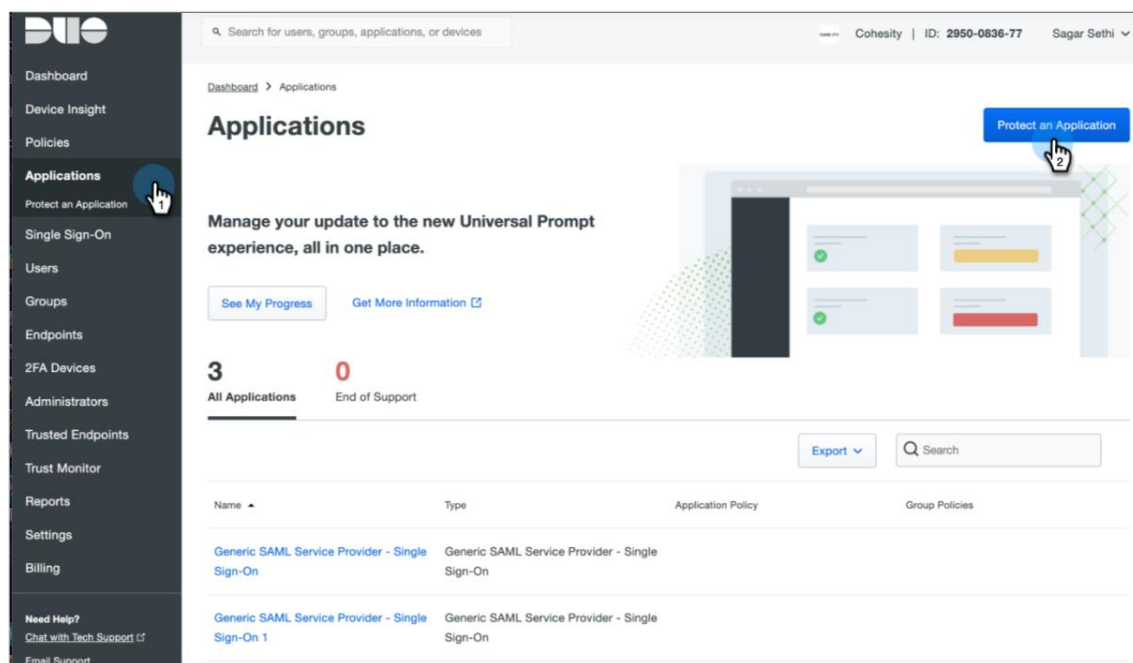 DUO
Search for users, groups, applications, or devices
Cohesity | ID: 2950-0836-77 Sagar Sethi
Dashboard
Device Insight
Policies
Applications
Protect an Application
Single Sign-On
Users
Groups
Endpoints
2FA Devices
Administrators
Trusted Endpoints
Trust Monitor
Reports
Settings
Billing
Need Help?
Chat with Tech Support
Email Support
1
Dashboard > Applications
Applications
Protect an Application
2
Manage your update to the new Universal Prompt
experience, all in one place.
See My Progress
Get More Information
3
All Applications
0
End of Support
Export
Search
Name Type Application Policy Group Policies
Generic SAML Service Provider - Single Generic SAML Service Provider - Single
Sign-On Sign-On
Generic SAML Service Provider - Single Generic SAML Service Provider - Single
Sign-On 1 Sign-On